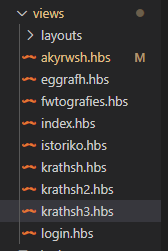 views
layouts
akyrwsh.hbs M
eggrafh.hbs
fwtografies.hbs
index.hbs
istoriko.hbs
krathsh.hbs
krathsh2.hbs
krathsh3.hbs
login.hbs